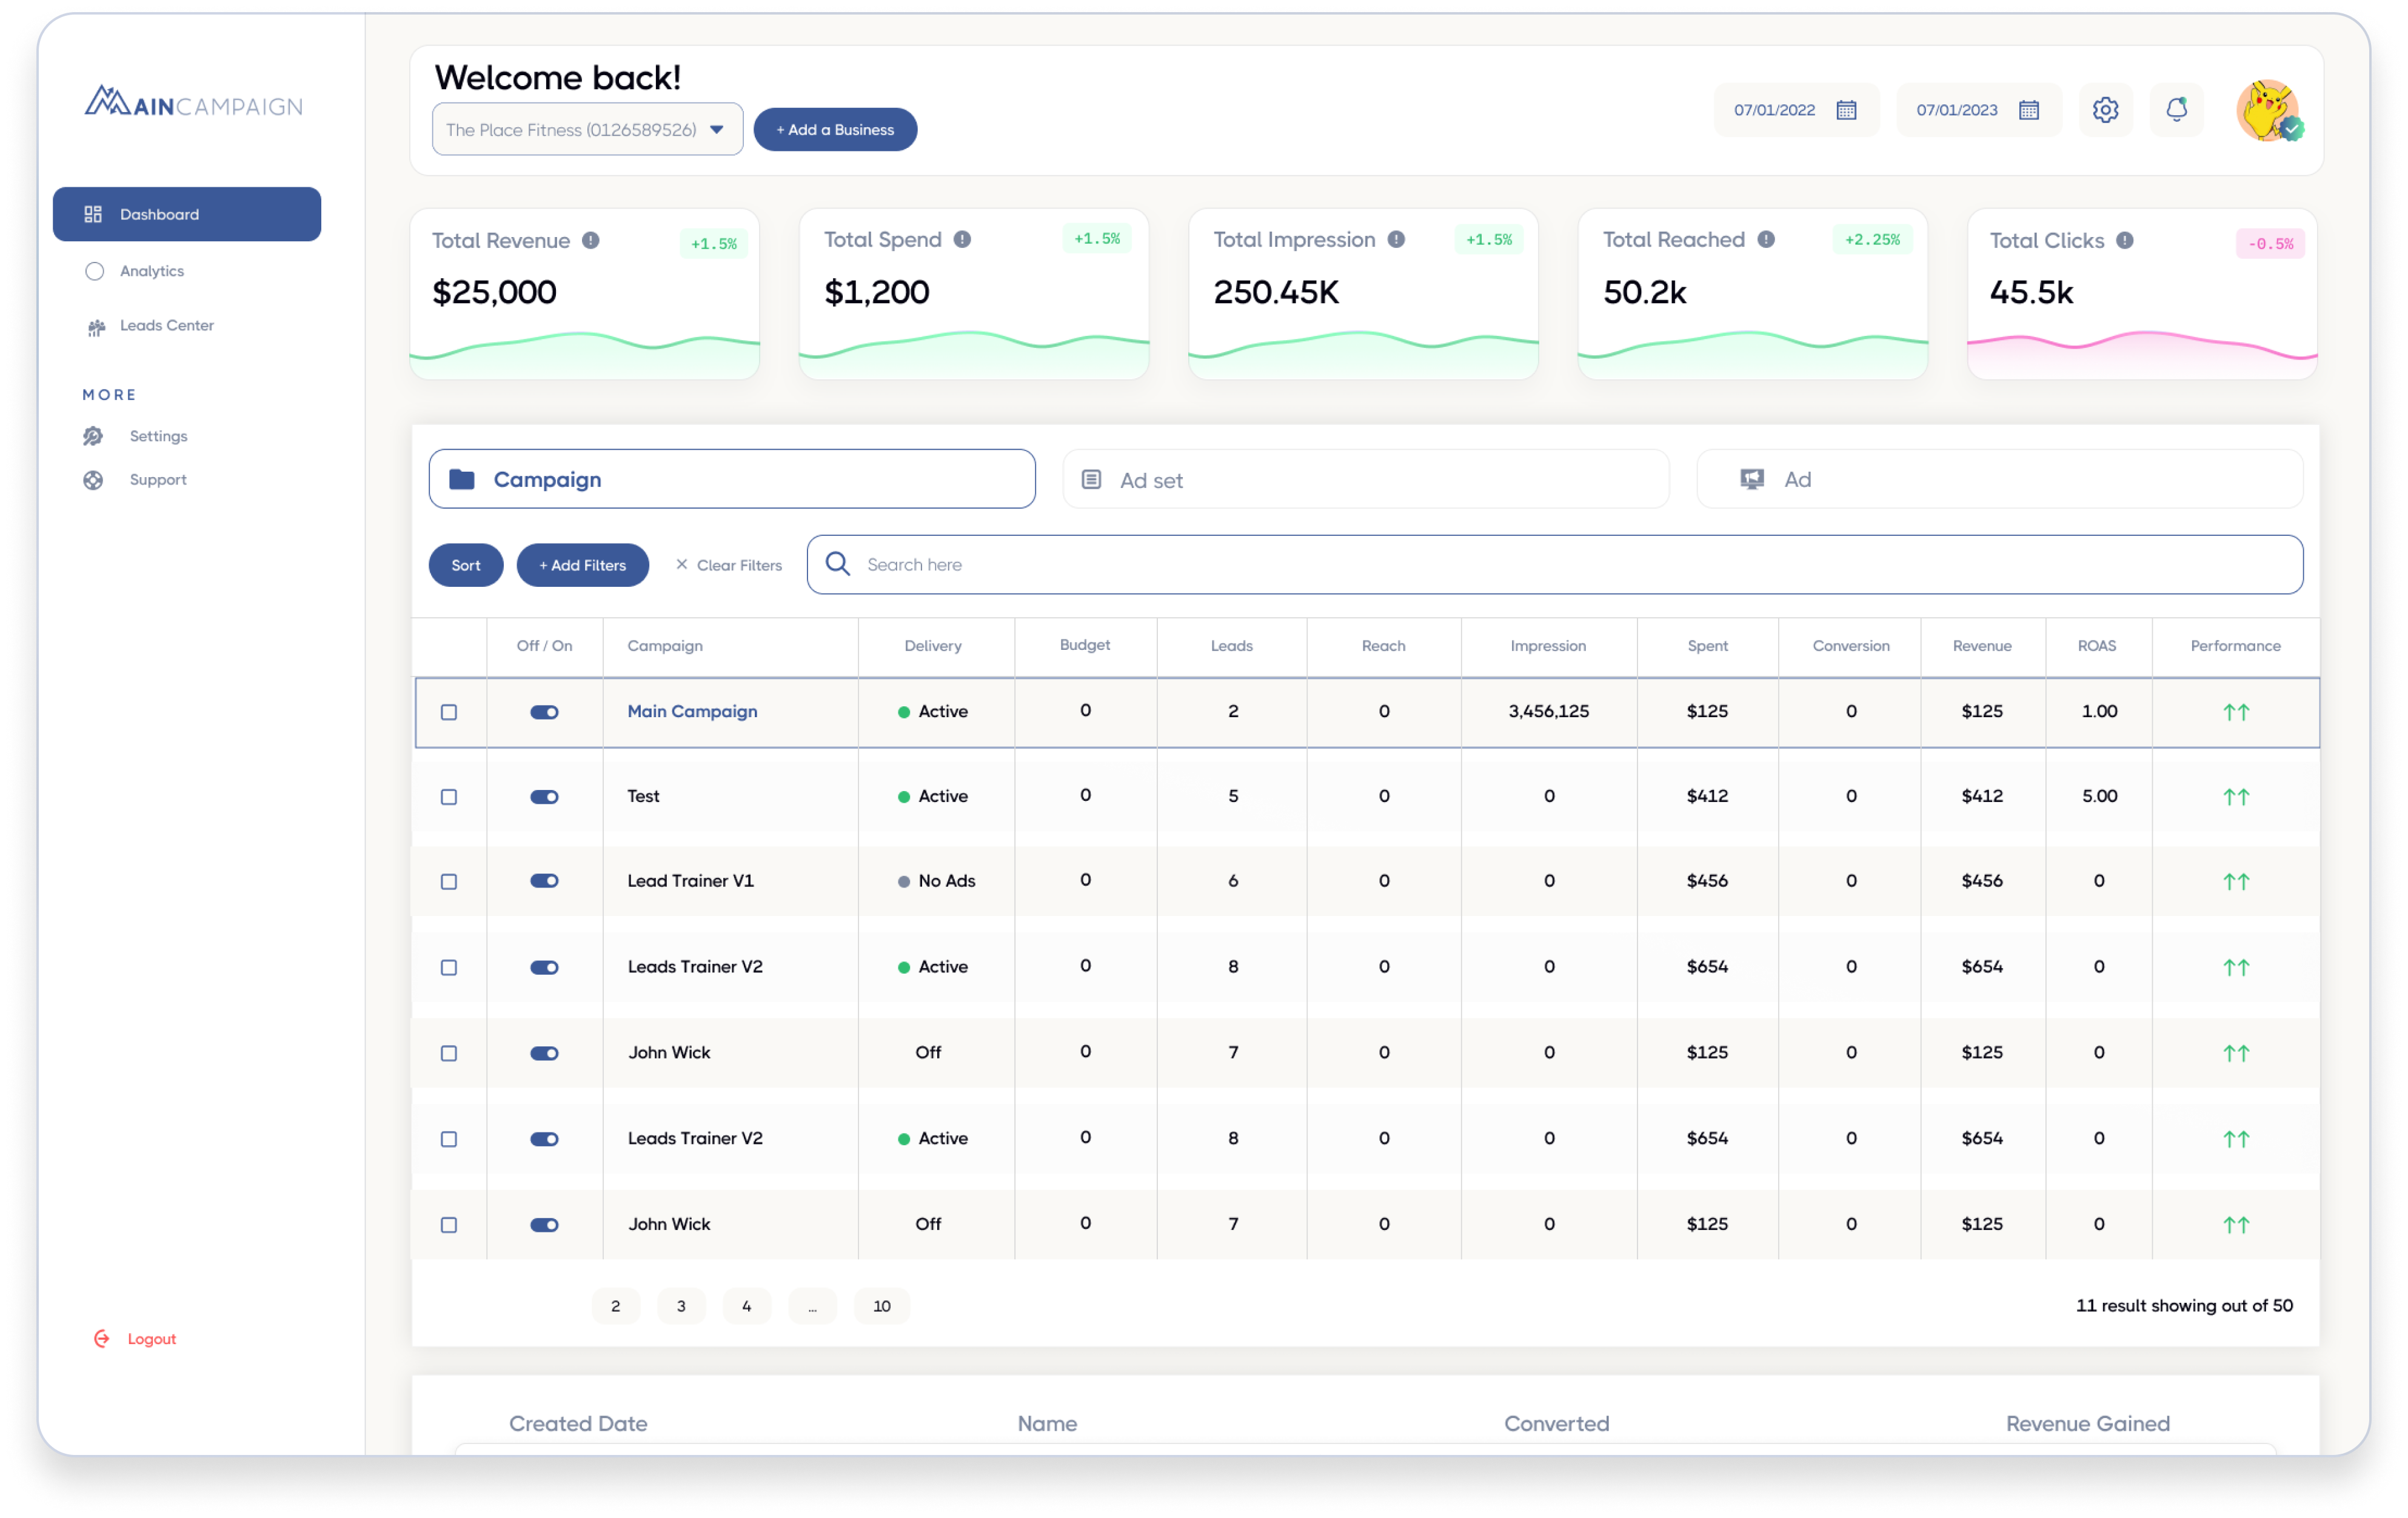 MAINCAMPAIGN
Dashboard
Analytics
Leads Center
MORE
Settings
Support
Logout
Welcome back!
The Place Fitness (0126589526)
+ Add a Business
07/01/2022
07/01/2023
Total Revenue
+1.5%
$25,000
Total Spend
+1.5%
$1,200
Total Impression
+1.5%
250.45K
Total Reached
+2.25%
50.2k
Total Clicks
-0.5%
45.5k
Campaign
Ad set
Ad
Sort
+ Add Filters
× Clear Filters
Search here
Off / On Campaign Delivery Budget Leads Reach Impression Spent Conversion Revenue ROAS Performance
Main Campaign Active 0 2 0 3,456,125 $125 0 $125 1.00 ↑↑
Test Active 0 5 0 0 $412 0 $412 5.00 ↑↑
Lead Trainer V1 No Ads 0 6 0 0 $456 0 $456 0 ↑↑
Leads Trainer V2 Active 0 8 0 0 $654 0 $654 0 ↑↑
John Wick Off 0 7 0 0 $125 0 $125 0 ↑↑
Leads Trainer V2 Active 0 8 0 0 $654 0 $654 0 ↑↑
John Wick Off 0 7 0 0 $125 0 $125 0 ↑↑
2 3 4 ... 10
11 result showing out of 50
Created Date Name Converted Revenue Gained